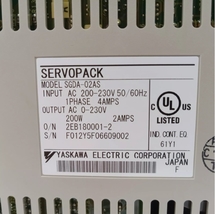 SERVOPACK
MODEL SGDA-02AS
INPUT AC 200-230V 50/60Hz
1PHASE 4AMPS
OUTPUT AC 0-230V
200W 2AMPS
O/N 2EB180001-2
S/N F012Y5F06609002
C UL US
LISTED
IND. CONT. EQ.
61Y1
YASKAWA ELECTRIC CORPORATION
JAPAN
F